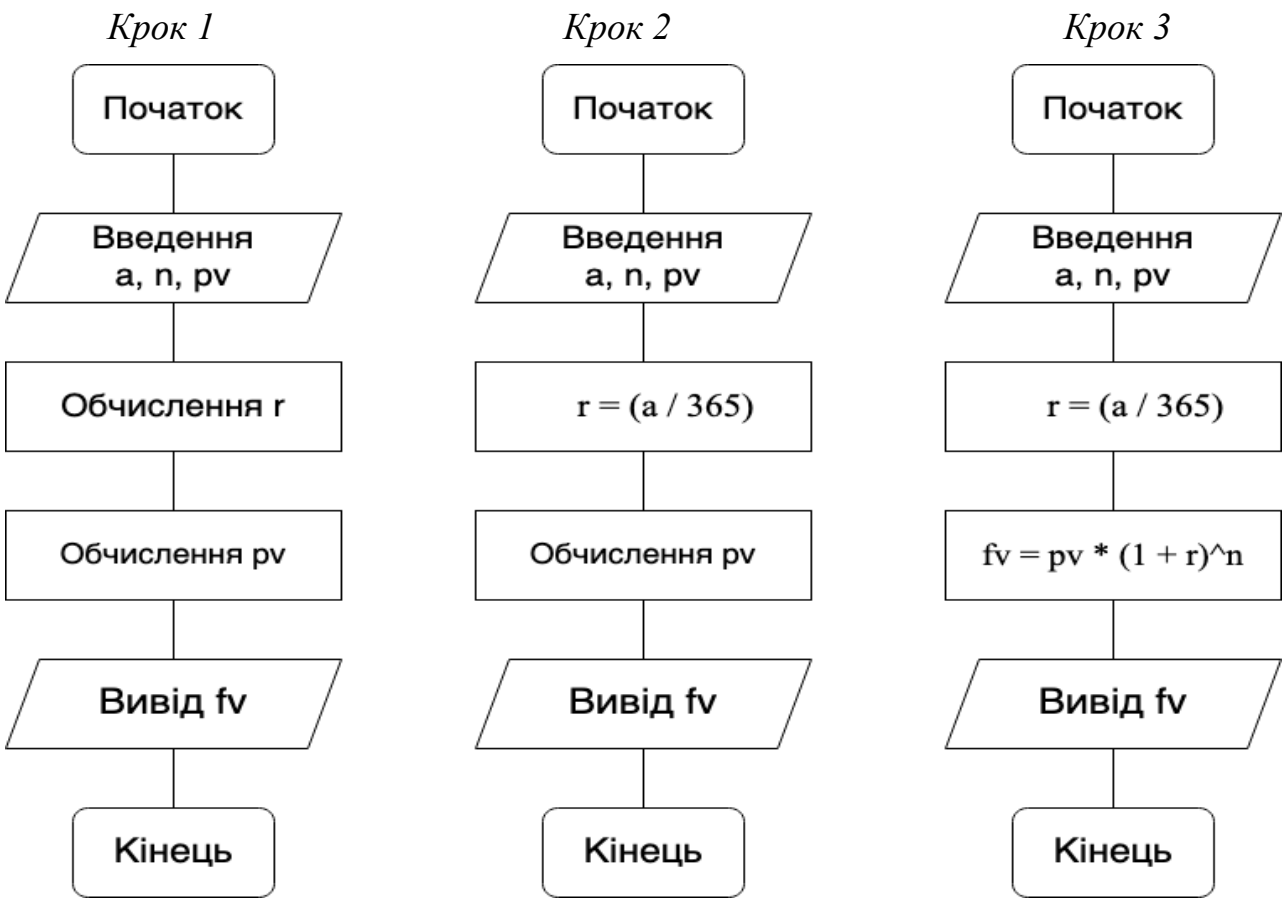 Крок 1
Початок
Введення
a, n, pv
Обчислення r
Обчислення pv
Вивід fv
Кінець
Крок 2
Початок
Введення
a, n, pv
r = (a / 365)
Обчислення pv
Вивід fv
Кінець
Крок 3
Початок
Введення
a, n, pv
r = (a / 365)
fv = pv * (1 + r)^n
Вивід fv
Кінець